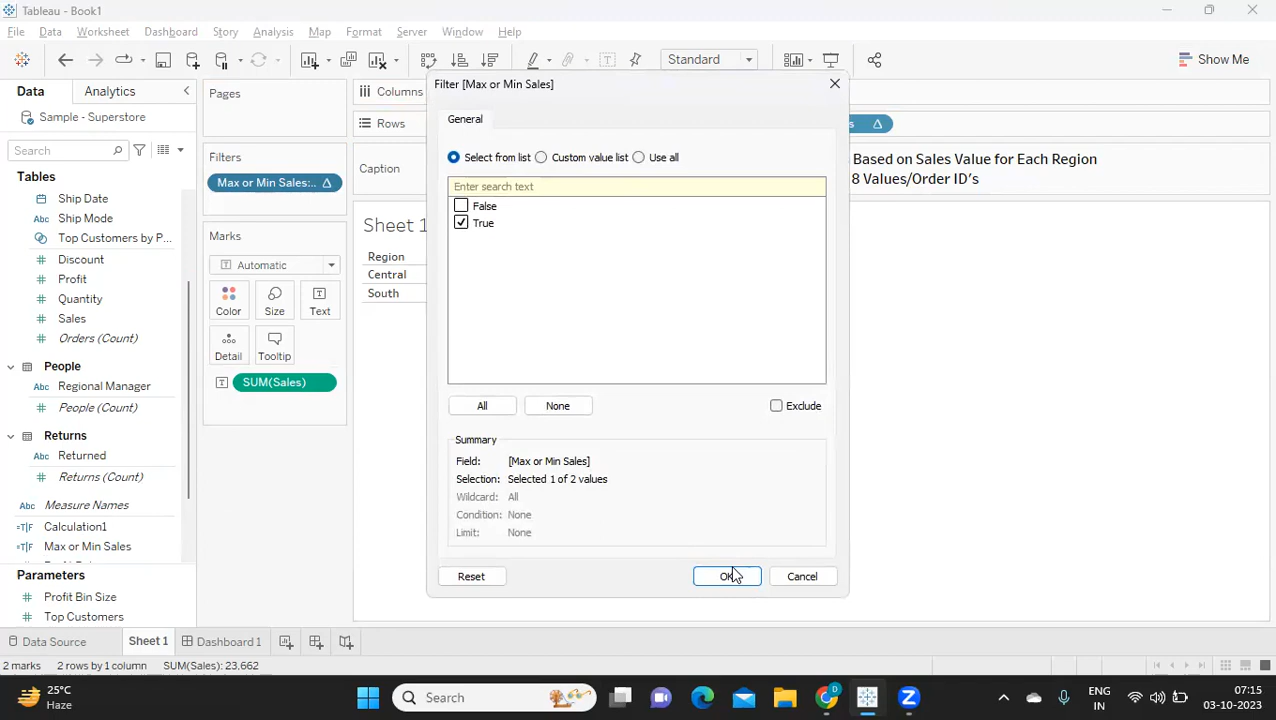 Tableau - Book1
File Data Worksheet Dashboard Story Analysis Map Format Server Window Help
Standard
Show Me
Data Analytics
Sample - Superstore
Search
Tables
Ship Date
Abc Ship Mode
Top Customers by P...
# Discount
# Profit
# Quantity
# Sales
# Orders (Count)
People
Abc Regional Manager
# People (Count)
Returns
Abc Returned
# Returns (Count)
Abc Measure Names
=T|F Calculation1
=T|F Max or Min Sales
Parameters
# Profit Bin Size
# Top Customers
Pages
Filters
Max or Min Sales:..
Marks
Automatic
Color Size Text
Detail Tooltip
SUM(Sales)
Columns
Rows
Caption
Based on Sales Value for Each Region
8 Values/Order ID's
Sheet 1
Region
Central
South
Filter [Max or Min Sales]
General
Select from list Custom value list Use all
Enter search text
False
True
All None Exclude
Summary
Field: [Max or Min Sales]
Selection: Selected 1 of 2 values
Wildcard: All
Condition: None
Limit: None
Reset OK Cancel
Data Source Sheet 1 Dashboard 1
2 marks 2 rows by 1 column SUM(Sales): 23,662
25°C
Haze
Search
ENG
IN
07:15
03-10-2023